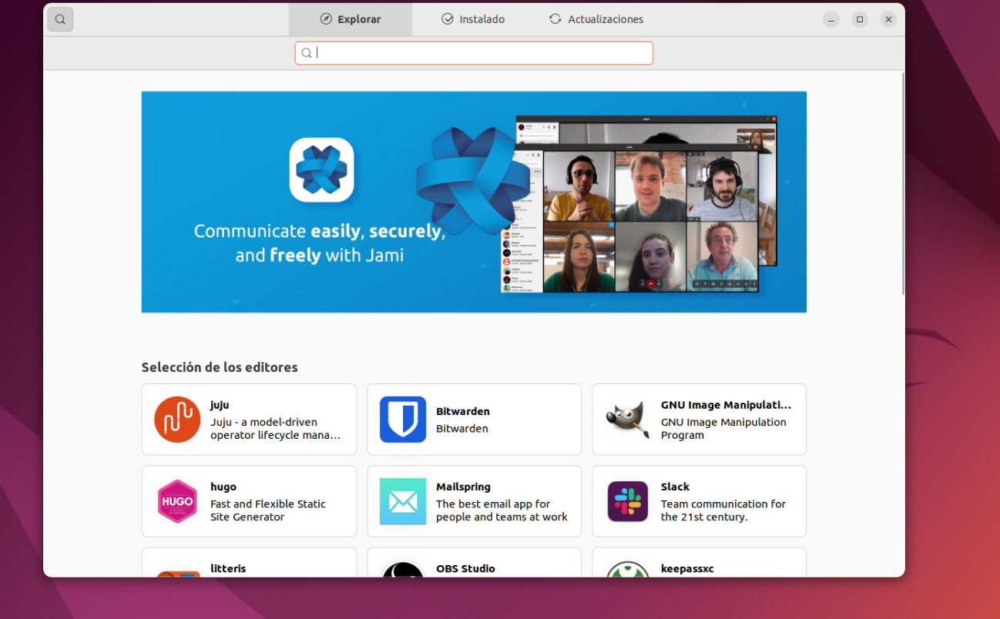 Explorar
Instalado
Actualizaciones
Communicate easily, securely,
and freely with Jami
Selección de los editores
juju
Juju - a model-driven
operator lifecycle mana…
Bitwarden
Bitwarden
GNU Image Manipulati…
GNU Image Manipulation
Program
HUGO
hugo
Fast and Flexible Static
Site Generator
Mailspring
The best email app for
people and teams at work
Slack
Team communication for
the 21st century.
litteris
OBS Studio
keepassxc